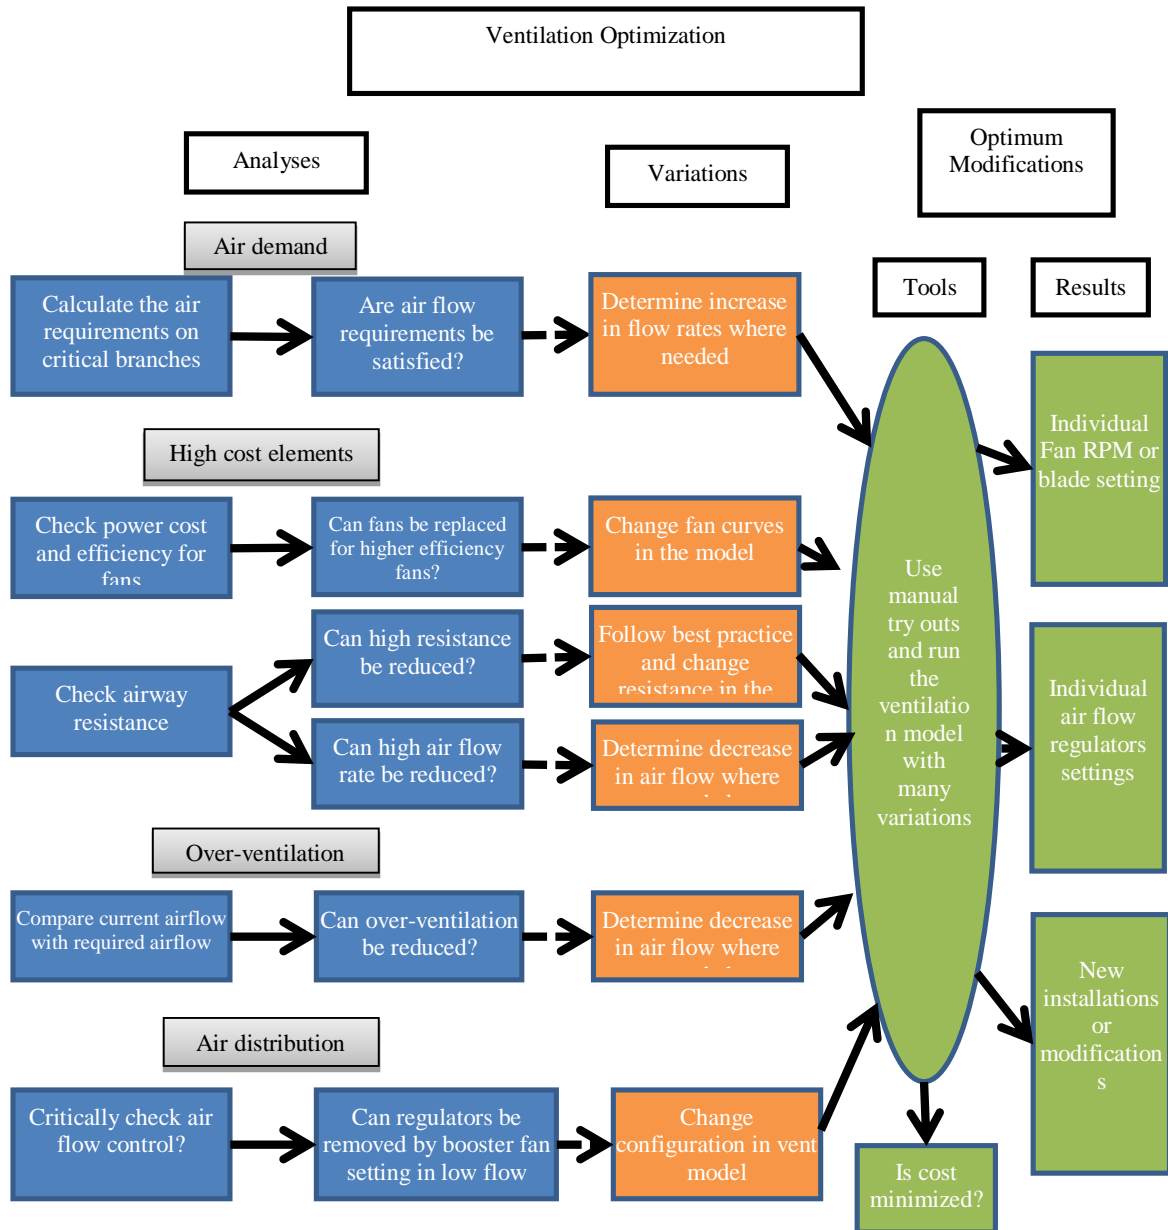 Ventilation Optimization
Optimum
Modifications
Analyses
Variations
Tools
Results
Air demand
Calculate the air
requirements on
critical branches
Are air flow
requirements be
satisfied?
Determine increase
in flow rates where
needed
High cost elements
Check power cost
and efficiency for
fans
Can fans be replaced
for higher efficiency
fans?
Change fan curves
in the model
Check airway
resistance
Can high resistance
be reduced?
Follow best practice
and change
resistance in the
Can high air flow
rate be reduced?
Determine decrease
in air flow where
Over-ventilation
Compare current airflow
with required airflow
Can over-ventilation
be reduced?
Determine decrease
in air flow where
Air distribution
Critically check air
flow control?
Can regulators be
removed by booster fan
setting in low flow
Change
configuration in vent
model
Use
manual
try outs
and run
the
ventilatio
n model
with
many
variations
Is cost
minimized?
Individual
Fan RPM or
blade setting
Individual
air flow
regulators
settings
New
installations
or
modification
s